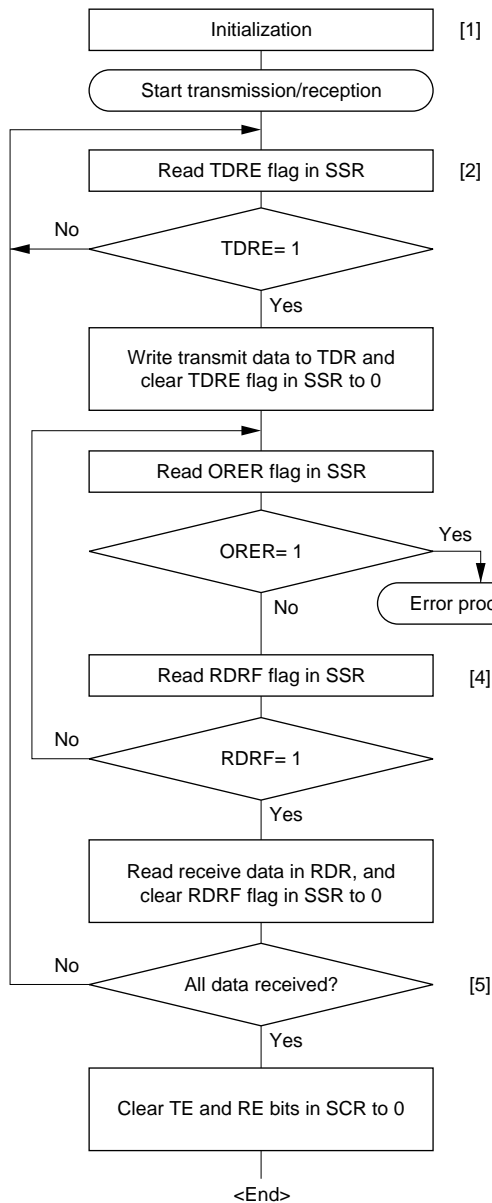 Initialization [1]
Start transmission/reception
Read TDRE flag in SSR [2]
No
TDRE= 1
Yes
Write transmit data to TDR and
clear TDRE flag in SSR to 0
Read ORER flag in SSR
Yes
ORER= 1
No
Error
Read RDRF flag in SSR [4]
No
RDRF= 1
Yes
Read receive data in RDR, and
clear RDRF flag in SSR to 0
No
All data received? [5]
Yes
Clear TE and RE bits in SCR to 0
<End>